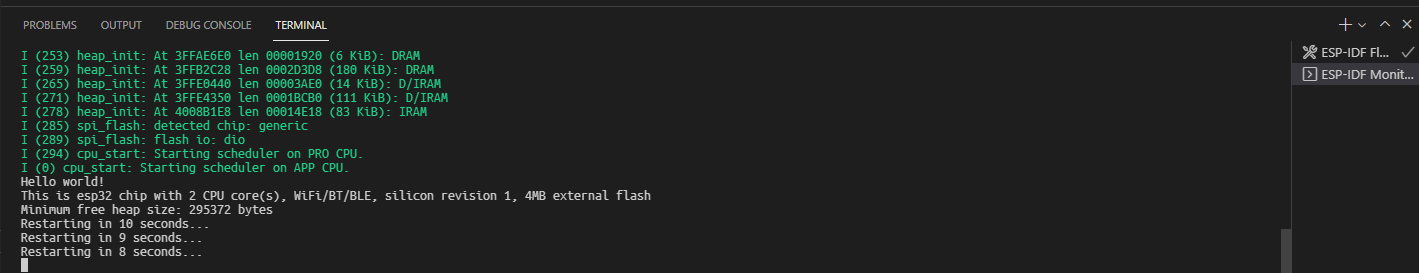 PROBLEMS OUTPUT DEBUG CONSOLE TERMINAL
I (253) heap_init: At 3FFAE6E0 len 00001920 (6 KiB): DRAM
I (259) heap_init: At 3FFB2C28 len 0002D3D8 (180 KiB): DRAM
I (265) heap_init: At 3FFE0440 len 00003AE0 (14 KiB): D/IRAM
I (271) heap_init: At 3FFE4350 len 0001BCB0 (111 KiB): D/IRAM
I (278) heap_init: At 4008B1E8 len 00014E18 (83 KiB): IRAM
I (285) spi_flash: detected chip: generic
I (289) spi_flash: flash io: dio
I (294) cpu_start: Starting scheduler on PRO CPU.
I (0) cpu_start: Starting scheduler on APP CPU.
Hello world!
This is esp32 chip with 2 CPU core(s), WiFi/BT/BLE, silicon revision 1, 4MB external flash
Minimum free heap size: 295372 bytes
Restarting in 10 seconds...
Restarting in 9 seconds...
Restarting in 8 seconds...
ESP-IDF Fl...
ESP-IDF Monit...